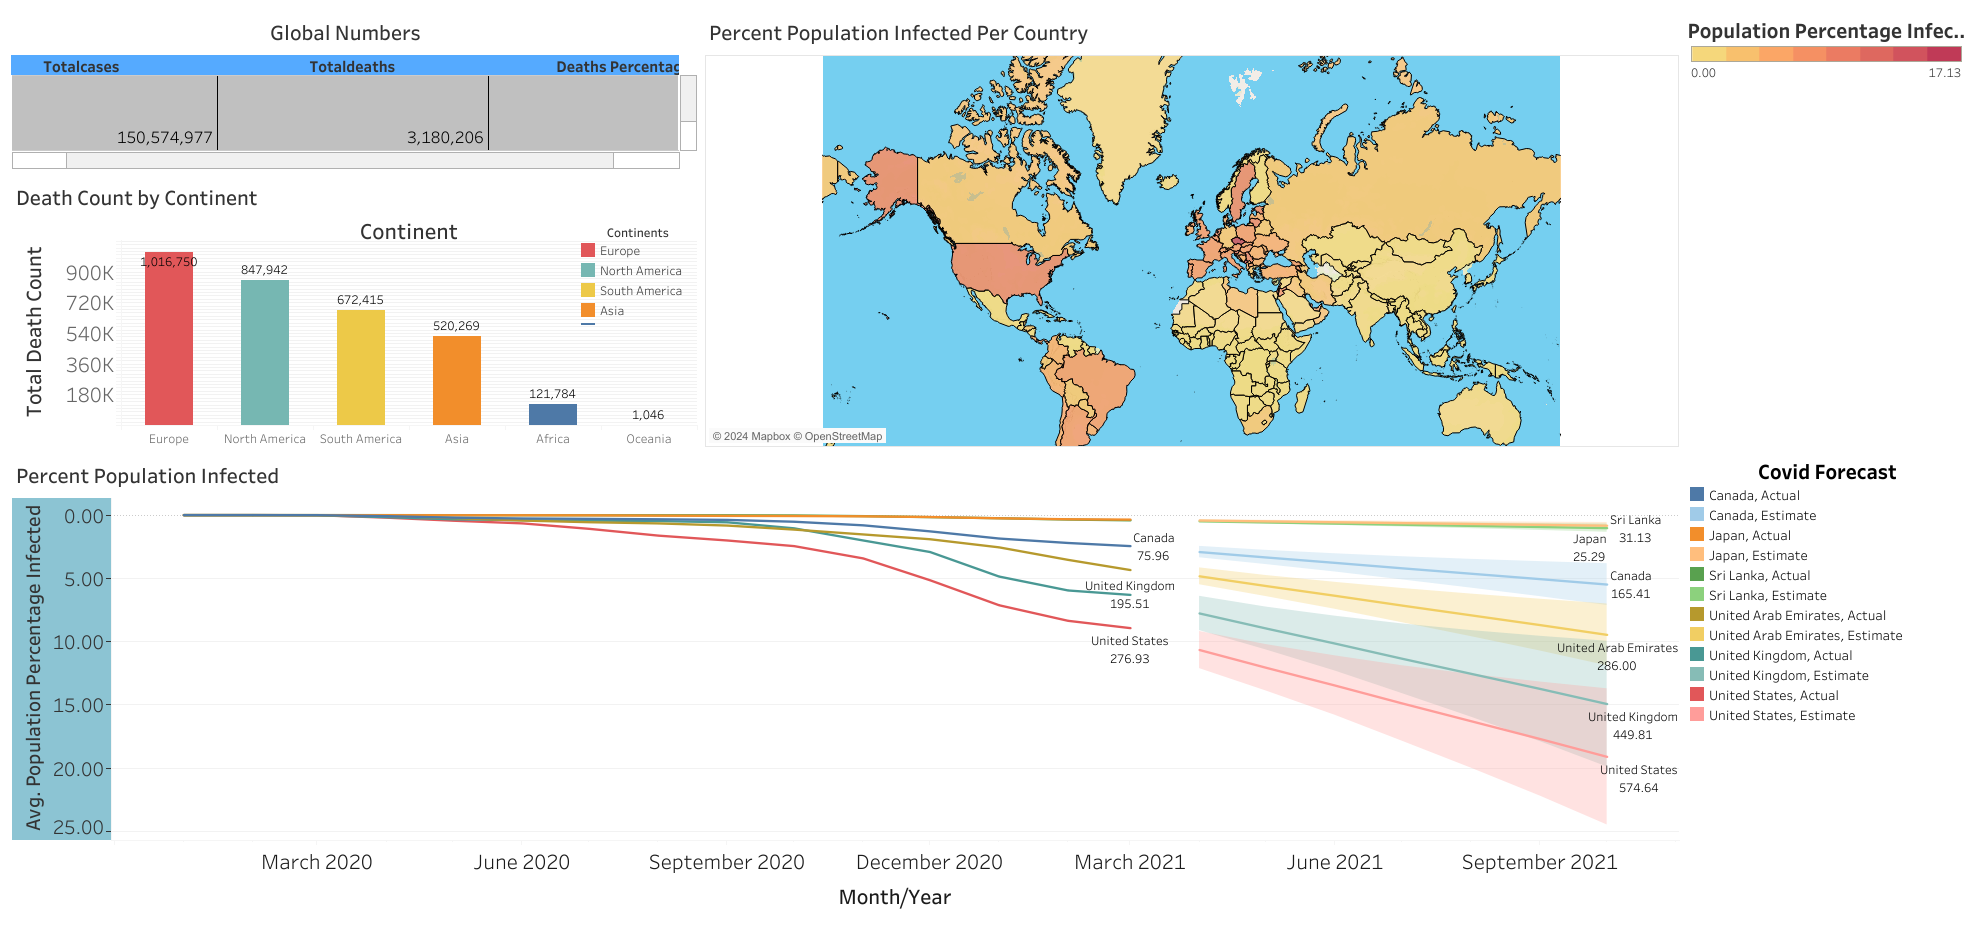 Global Numbers
Totalcases Totaldeaths Deaths Percentag
150,574,977 3,180,206
Death Count by Continent
Continent
Total Death Count
900K
720K
540K
360K
180K
1,016,750
847,942
672,415
520,269
121,784
1,046
Europe North America South America Asia Africa Oceania
Continents
Europe
North America
South America
Asia
Percent Population Infected Per Country
© 2024 Mapbox © OpenStreetMap
Population Percentage Infec..
0.00 17.13
Percent Population Infected
Avg. Population Percentage Infected
0.00
5.00
10.00
15.00
20.00
25.00
Canada
75.96
United Kingdom
195.51
United States
276.93
Sri Lanka
31.13
Japan
25.29
Canada
165.41
United Arab Emirates
286.00
United Kingdom
449.81
United States
574.64
March 2020 June 2020 September 2020 December 2020 March 2021 June 2021 September 2021
Month/Year
Covid Forecast
Canada, Actual
Canada, Estimate
Japan, Actual
Japan, Estimate
Sri Lanka, Actual
Sri Lanka, Estimate
United Arab Emirates, Actual
United Arab Emirates, Estimate
United Kingdom, Actual
United Kingdom, Estimate
United States, Actual
United States, Estimate